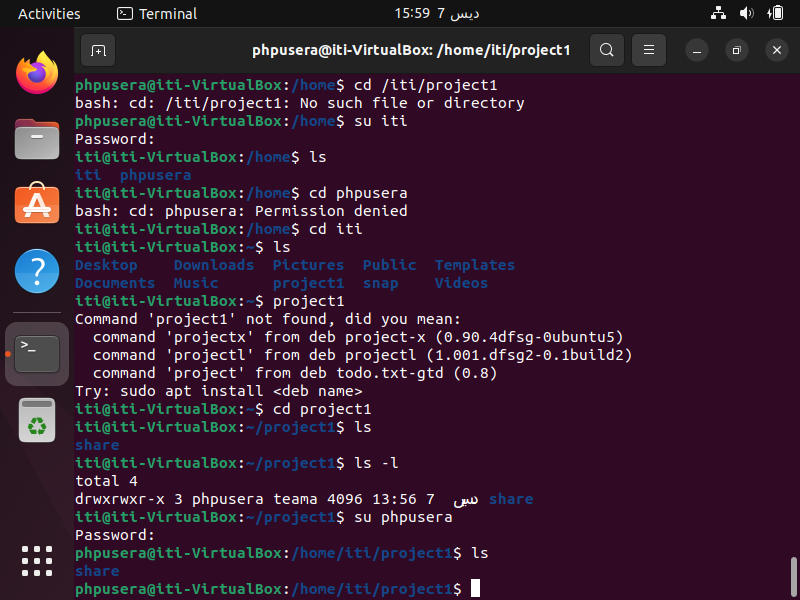 Activities Terminal 15:59 7 ديس
phpusera@iti-VirtualBox: /home/iti/project1
phpusera@iti-VirtualBox:/home$ cd /iti/project1
bash: cd: /iti/project1: No such file or directory
phpusera@iti-VirtualBox:/home$ su iti
Password:
iti@iti-VirtualBox:/home$ ls
iti  phpusera
iti@iti-VirtualBox:/home$ cd phpusera
bash: cd: phpusera: Permission denied
iti@iti-VirtualBox:/home$ cd iti
iti@iti-VirtualBox:~$ ls
Desktop    Downloads  Pictures  Public  Templates
Documents  Music      project1  snap    Videos
iti@iti-VirtualBox:~$ project1
Command 'project1' not found, did you mean:
  command 'projectx' from deb project-x (0.90.4dfsg-0ubuntu5)
  command 'projectl' from deb projectl (1.001.dfsg2-0.1build2)
  command 'project' from deb todo.txt-gtd (0.8)
Try: sudo apt install <deb name>
iti@iti-VirtualBox:~$ cd project1
iti@iti-VirtualBox:~/project1$ ls
share
iti@iti-VirtualBox:~/project1$ ls -l
total 4
drwxrwxr-x 3 phpusera teama 4096 13:56 7  ديس share
iti@iti-VirtualBox:~/project1$ su phpusera
Password:
phpusera@iti-VirtualBox:/home/iti/project1$ ls
share
phpusera@iti-VirtualBox:/home/iti/project1$